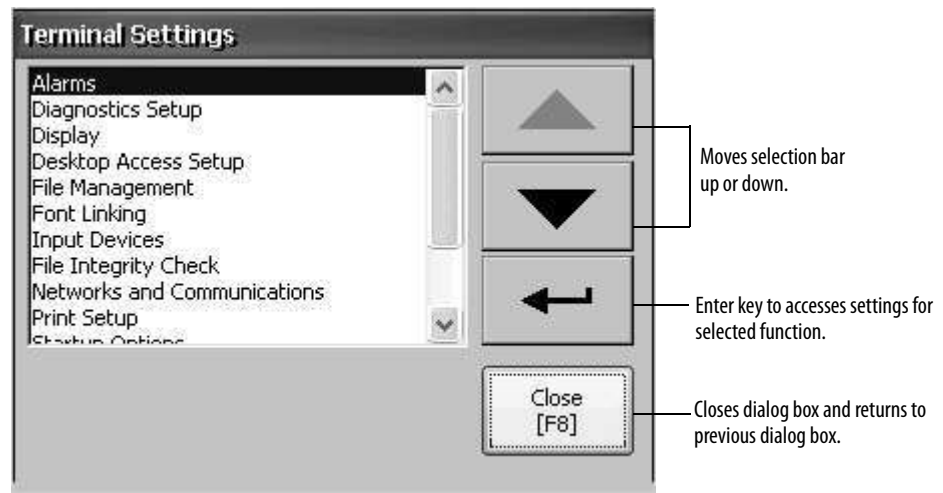 Terminal Settings
Alarms
Diagnostics Setup
Display
Desktop Access Setup
File Management
Font Linking
Input Devices
File Integrity Check
Networks and Communications
Print Setup
Startup Options
Close
[F8]
Moves selection bar
up or down.
Enter key to accesses settings for
selected function.
Closes dialog box and returns to
previous dialog box.